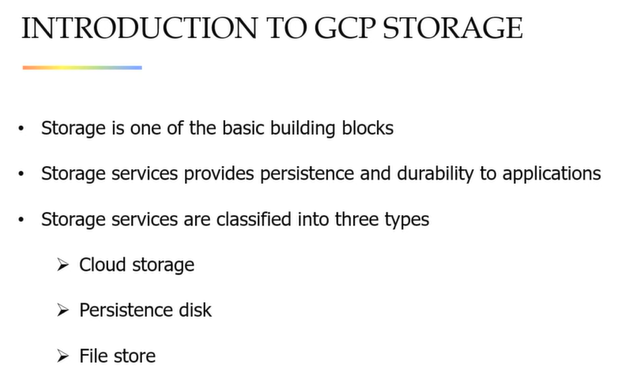 INTRODUCTION TO GCP STORAGE
• Storage is one of the basic building blocks
• Storage services provides persistence and durability to applications
• Storage services are classified into three types
➢ Cloud storage
➢ Persistence disk
➢ File store